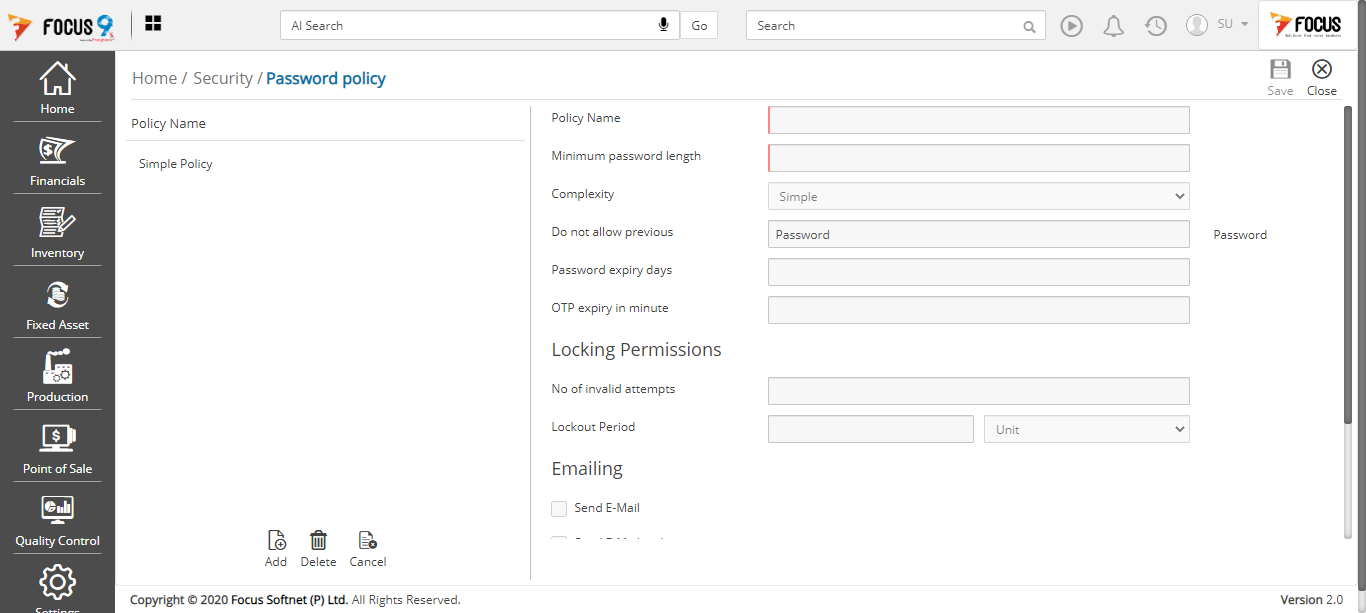 FOCUS 9
AI Search
Go
Search
SU
FOCUS
Home / Security / Password policy
Save
Close
Home
Financials
Inventory
Fixed Asset
Production
Point of Sale
Quality Control
Settings
Policy Name
Simple Policy
Add
Delete
Cancel
Policy Name
Minimum password length
Complexity
Simple
Do not allow previous
Password
Password
Password expiry days
OTP expiry in minute
Locking Permissions
No of invalid attempts
Lockout Period
Unit
Emailing
Send E-Mail
Copyright © 2020 Focus Softnet (P) Ltd. All Rights Reserved.
Version 2.0